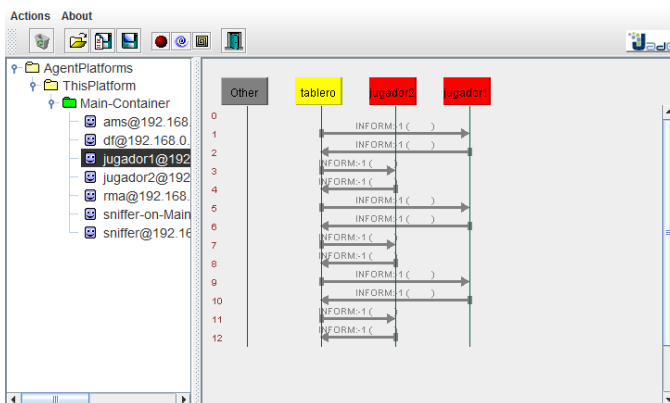 Actions About
Jade
AgentPlatforms
ThisPlatform
Main-Container
ams@192.168.
df@192.168.0.
jugador1@192
jugador2@192
rma@192.168.
sniffer-on-Main
sniffer@192.16
Other tablero jugador2 jugador1
0
INFORM:-1 ( )
1
INFORM:-1 ( )
2
INFORM:-1 ( )
3
INFORM:-1 (
4
INFORM:-1 ( )
5
INFORM:-1 ( )
6
INFORM:-1 ( )
7
INFORM:-1 (
8
INFORM:-1 ( )
9
INFORM:-1 ( )
10
INFORM:-1 ( )
11
INFORM:-1 (
12